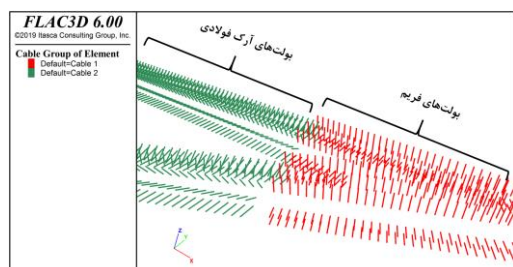 FLAC3D 6.00
©2019 Itasca Consulting Group, Inc.
Cable Group of Element
Default=Cable 1
Default=Cable 2
بولت‌های آرک فولادی
بولت‌های فریم
Z
Y
X